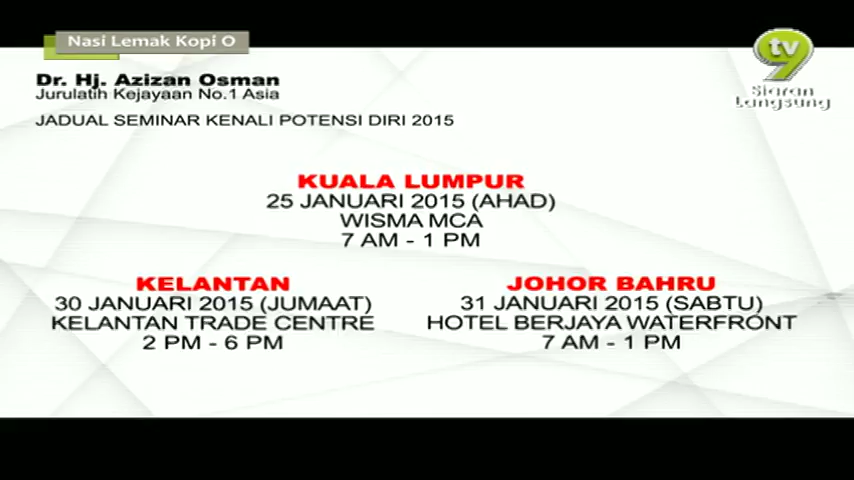 Nasi Lemak Kopi O
tv9
Siaran
Langsung
Dr. Hj. Azizan Osman
Jurulatih Kejayaan No.1 Asia
JADUAL SEMINAR KENALI POTENSI DIRI 2015
KUALA LUMPUR
25 JANUARI 2015 (AHAD)
WISMA MCA
7 AM - 1 PM
KELANTAN
30 JANUARI 2015 (JUMAAT)
KELANTAN TRADE CENTRE
2 PM - 6 PM
JOHOR BAHRU
31 JANUARI 2015 (SABTU)
HOTEL BERJAYA WATERFRONT
7 AM - 1 PM